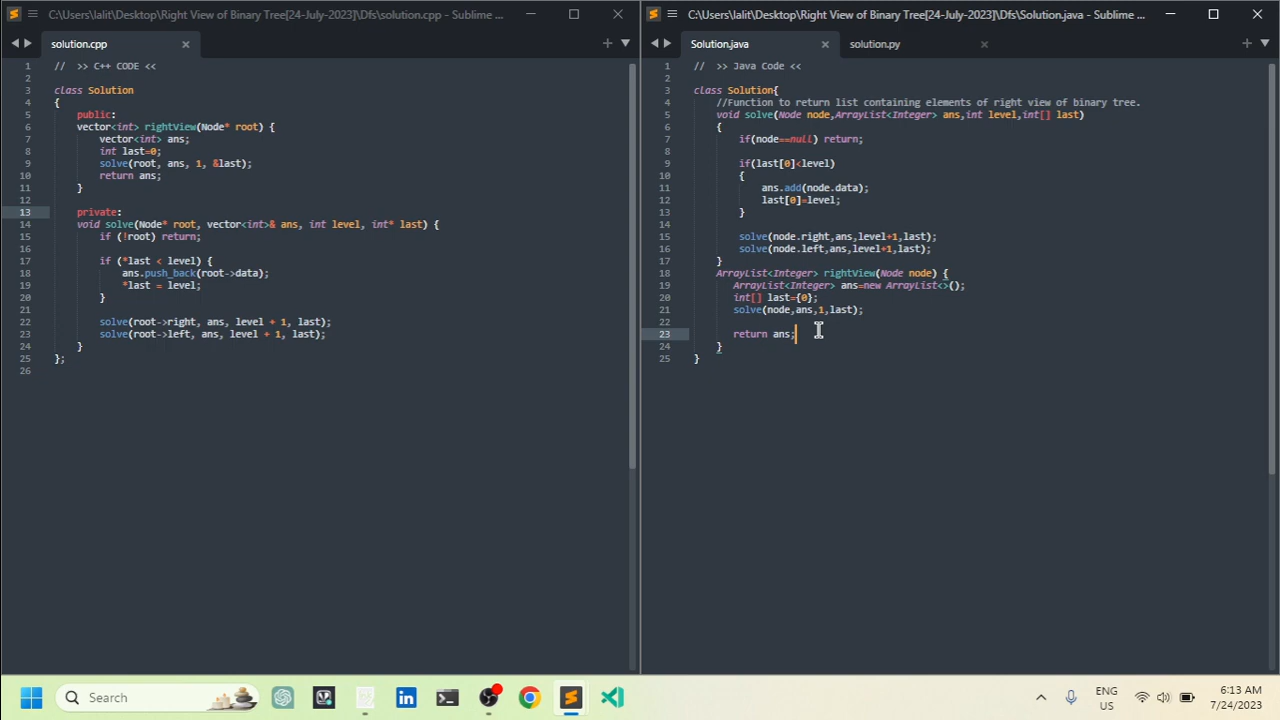 C:\Users\lalit\Desktop\Right View of Binary Tree[24-July-2023]\Dfs\solution.cpp - Sublime ...
solution.cpp
1 // >> C++ CODE <<
2
3 class Solution
4 {
5 public:
6 vector<int> rightView(Node* root) {
7 vector<int> ans;
8 int last=0;
9 solve(root, ans, 1, &last);
10 return ans;
11 }
12
13 private:
14 void solve(Node* root, vector<int>& ans, int level, int* last) {
15 if (!root) return;
16
17 if (*last < level) {
18 ans.push_back(root->data);
19 *last = level;
20 }
21
22 solve(root->right, ans, level + 1, last);
23 solve(root->left, ans, level + 1, last);
24 }
25 };
26
C:\Users\lalit\Desktop\Right View of Binary Tree[24-July-2023]\Dfs\Solution.java - Sublime ...
Solution.java solution.py
1 // >> Java Code <<
2
3 class Solution{
4 //Function to return list containing elements of right view of binary tree.
5 void solve(Node node,ArrayList<Integer> ans,int level,int[] last)
6 {
7 if(node==null) return;
8
9 if(last[0]<level)
10 {
11 ans.add(node.data);
12 last[0]=level;
13 }
14
15 solve(node.right,ans,level+1,last);
16 solve(node.left,ans,level+1,last);
17 }
18 ArrayList<Integer> rightView(Node node) {
19 ArrayList<Integer> ans=new ArrayList<>();
20 int[] last={0};
21 solve(node,ans,1,last);
22
23 return ans;
24 }
25 }
Search
ENG
US
6:13 AM
7/24/2023